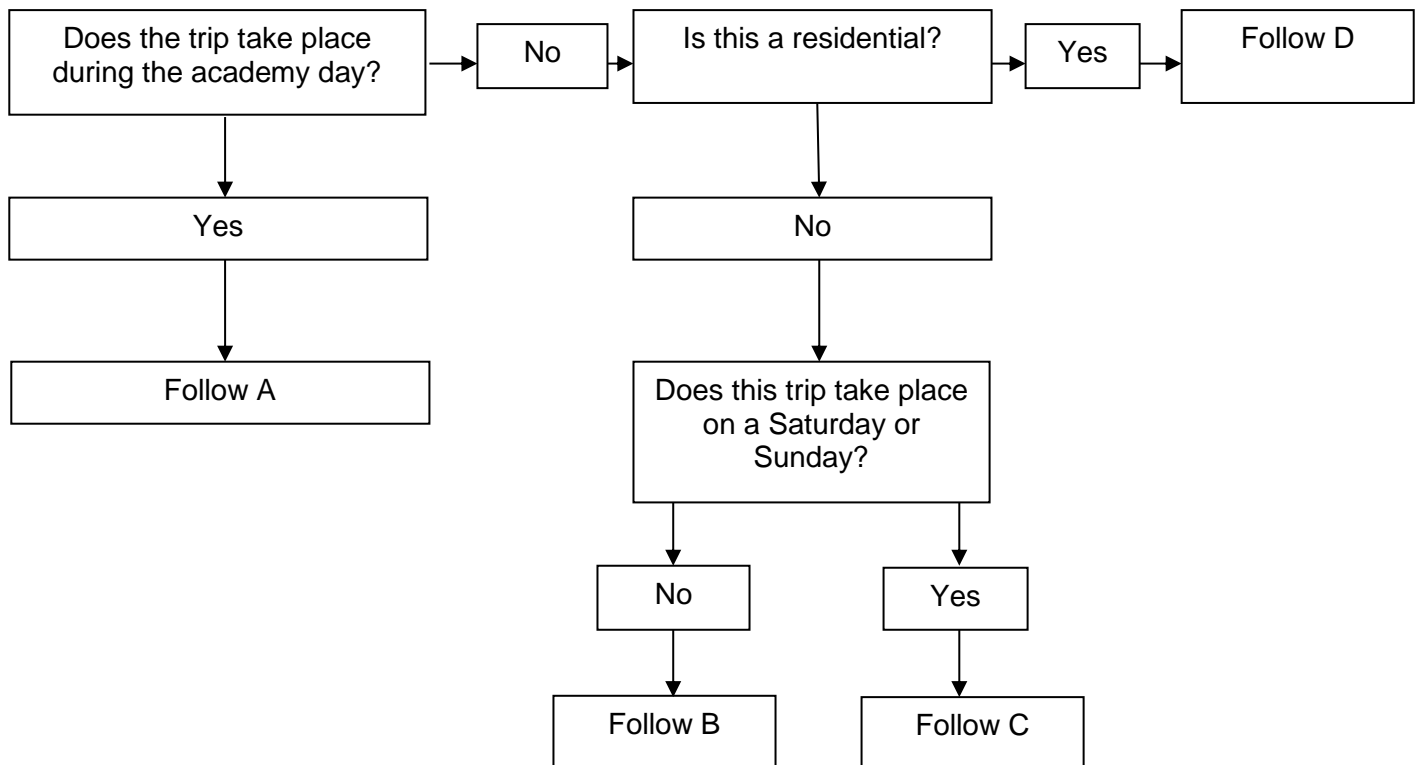 Does the trip take place
during the academy day?
No
Is this a residential?
Yes
Follow D
Yes
No
Follow A
Does this trip take place
on a Saturday or
Sunday?
No
Yes
Follow B
Follow C